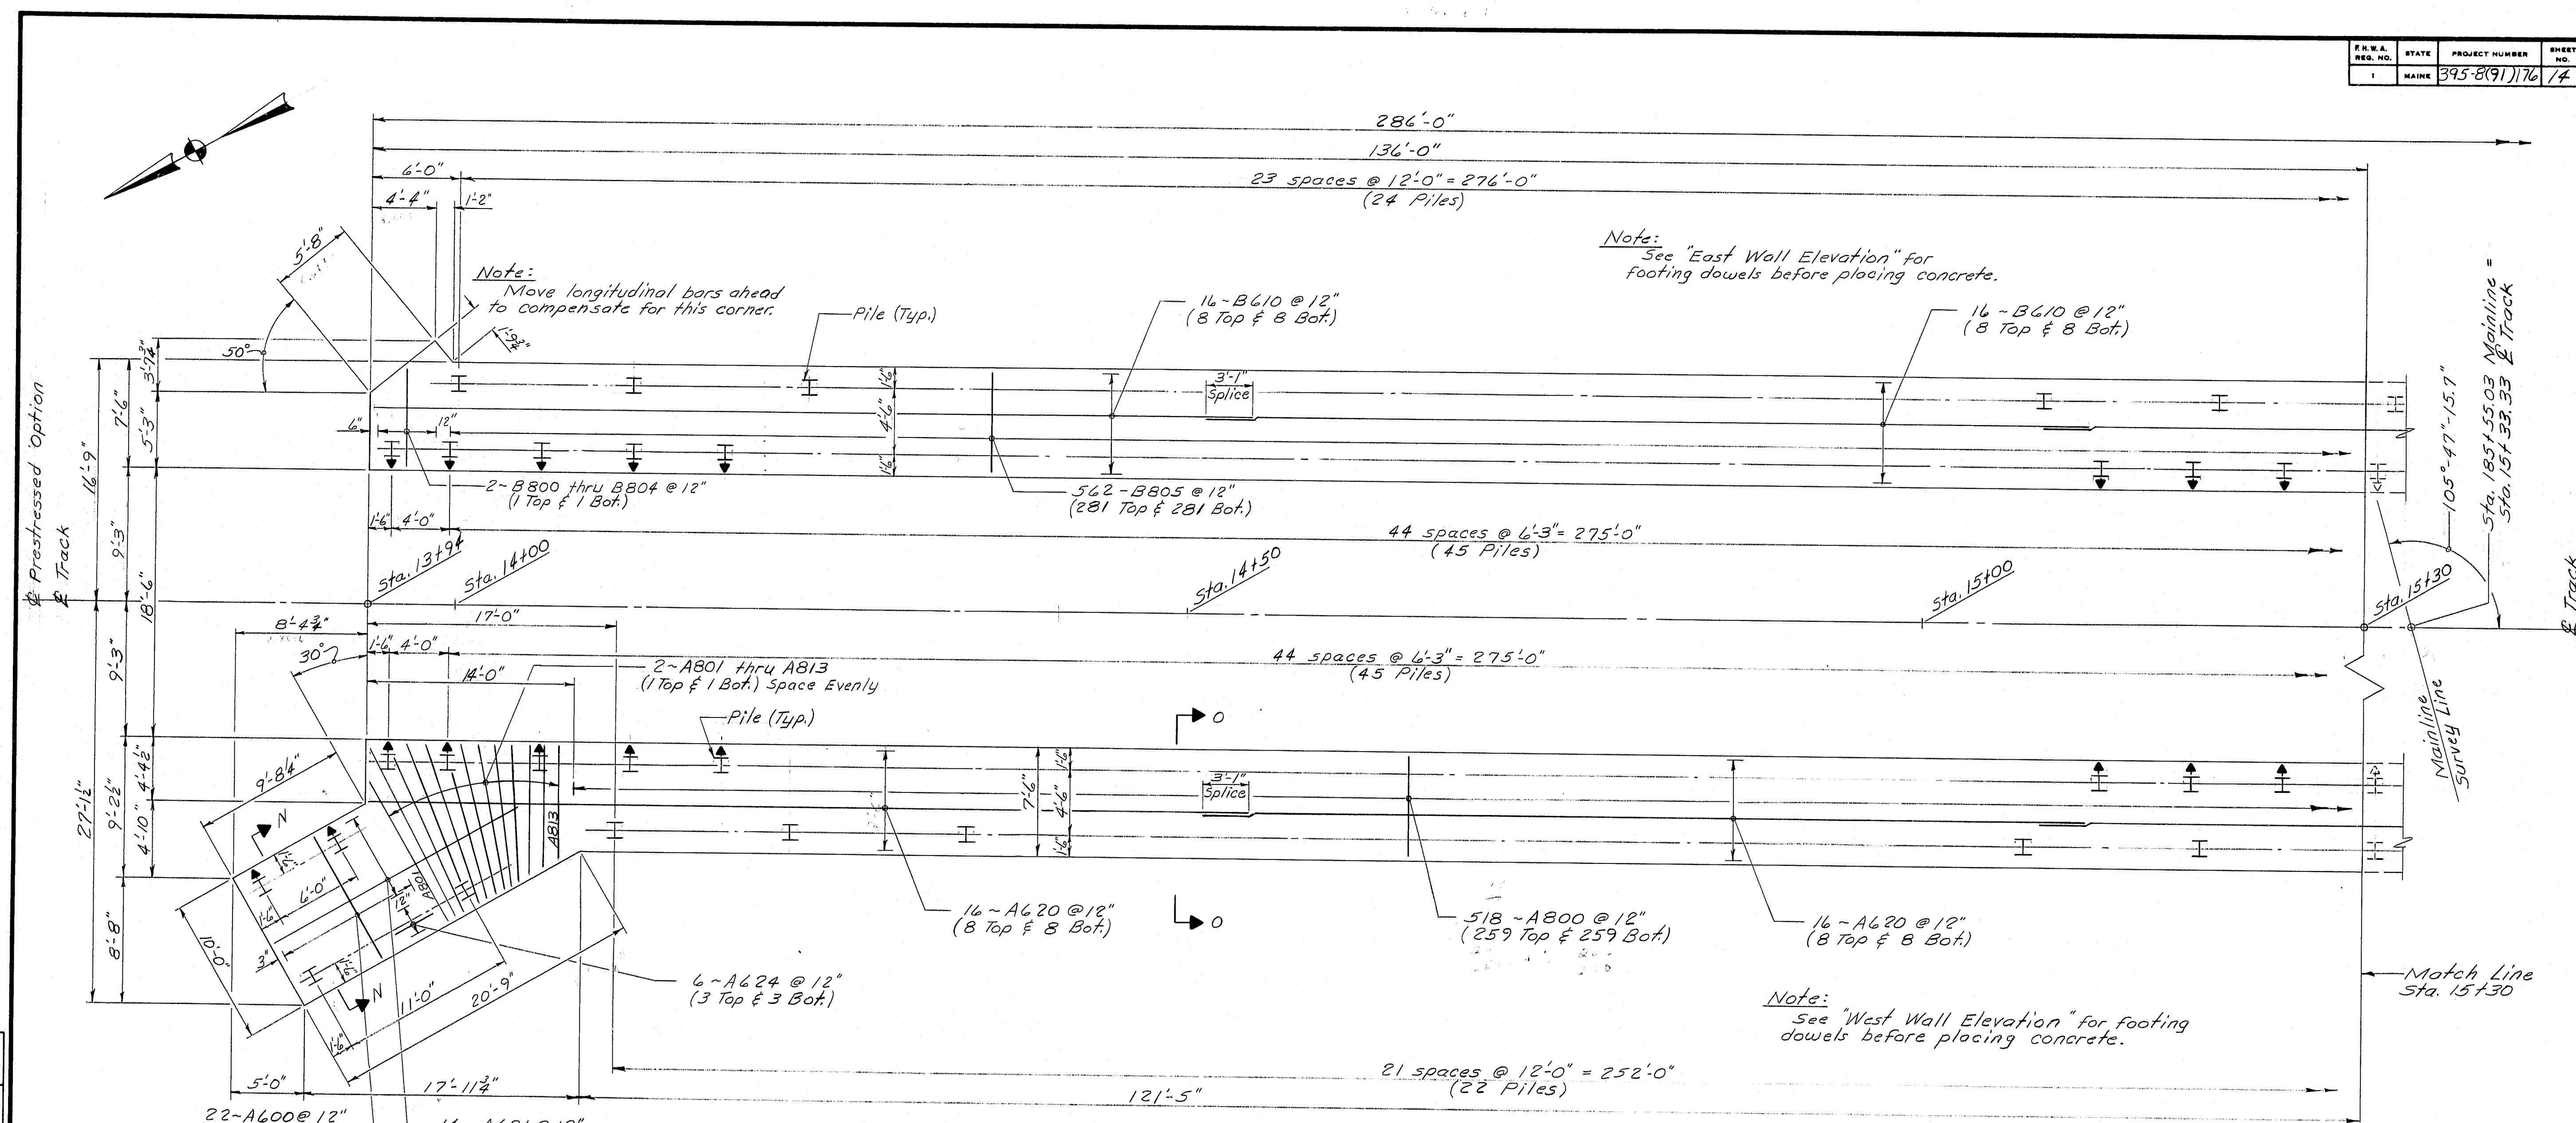 F.H.W.A. REG. NO.
STATE
PROJECT NUMBER
SHEET NO.
1
MAINE
395-8(91)176
14
286'-0"
136'-0"
6'-0"
23 spaces @ 12'-0" = 276'-0"
(24 Piles)
4'-4"
1'-2"
5'-8"
Note:
Move longitudinal bars ahead
to compensate for this corner.
Pile (Typ.)
Note:
See "East Wall Elevation" for
footing dowels before placing concrete.
16~B610 @ 12"
(8 Top & 8 Bot.)
16~B610 @ 12"
(8 Top & 8 Bot.)
1'-9¾"
50°
3'-7¾"
7'-6"
5'-3"
16'-9"
9'-3"
18'-6"
℄ Prestressed Option
℄ Track
6"
12"
1'-6"
4'-6"
1'-6"
3'-1"
Splice
2~B800 thru B804 @ 12"
(1 Top & 1 Bot.)
562~B805 @ 12"
(281 Top & 281 Bot.)
1'-6"
4'-0"
44 spaces @ 6'-3" = 275'-0"
(45 Piles)
105°-47'-15.7"
Sta. 185+55.03 Mainline =
Sta. 15+33.33 ℄ Track
Sta. 13+94
Sta. 14+00
Sta. 14+50
Sta. 15+00
Sta. 15+30
℄ Track
8'-4¾"
17'-0"
30°
1'-6"
4'-0"
44 spaces @ 6'-3" = 275'-0"
(45 Piles)
14'-0"
2~A801 thru A813
(1 Top & 1 Bot.) Space Evenly
Pile (Typ.)
O
Mainline
Survey Line
9'-3"
4'-4½"
9'-2½"
4'-10"
27'-1½"
8'-8"
9'-8¼"
N
A813
A801
7'-6"
1'-6"
4'-6"
1'-6"
3'-1"
Splice
6'-0"
1'-6"
10'-0"
3"
1'-6"
N
11'-0"
20'-9"
1'-6"
16~A620 @ 12"
(8 Top & 8 Bot.)
O
518~A800 @ 12"
(259 Top & 259 Bot.)
16~A620 @ 12"
(8 Top & 8 Bot.)
6~A624 @ 12"
(3 Top & 3 Bot.)
Match Line
Sta. 15+30
Note:
See "West Wall Elevation" for footing
dowels before placing concrete.
21 spaces @ 12'-0" = 252'-0"
(22 Piles)
5'-0"
17'-11¾"
121'-5"
22~A600 @ 12"